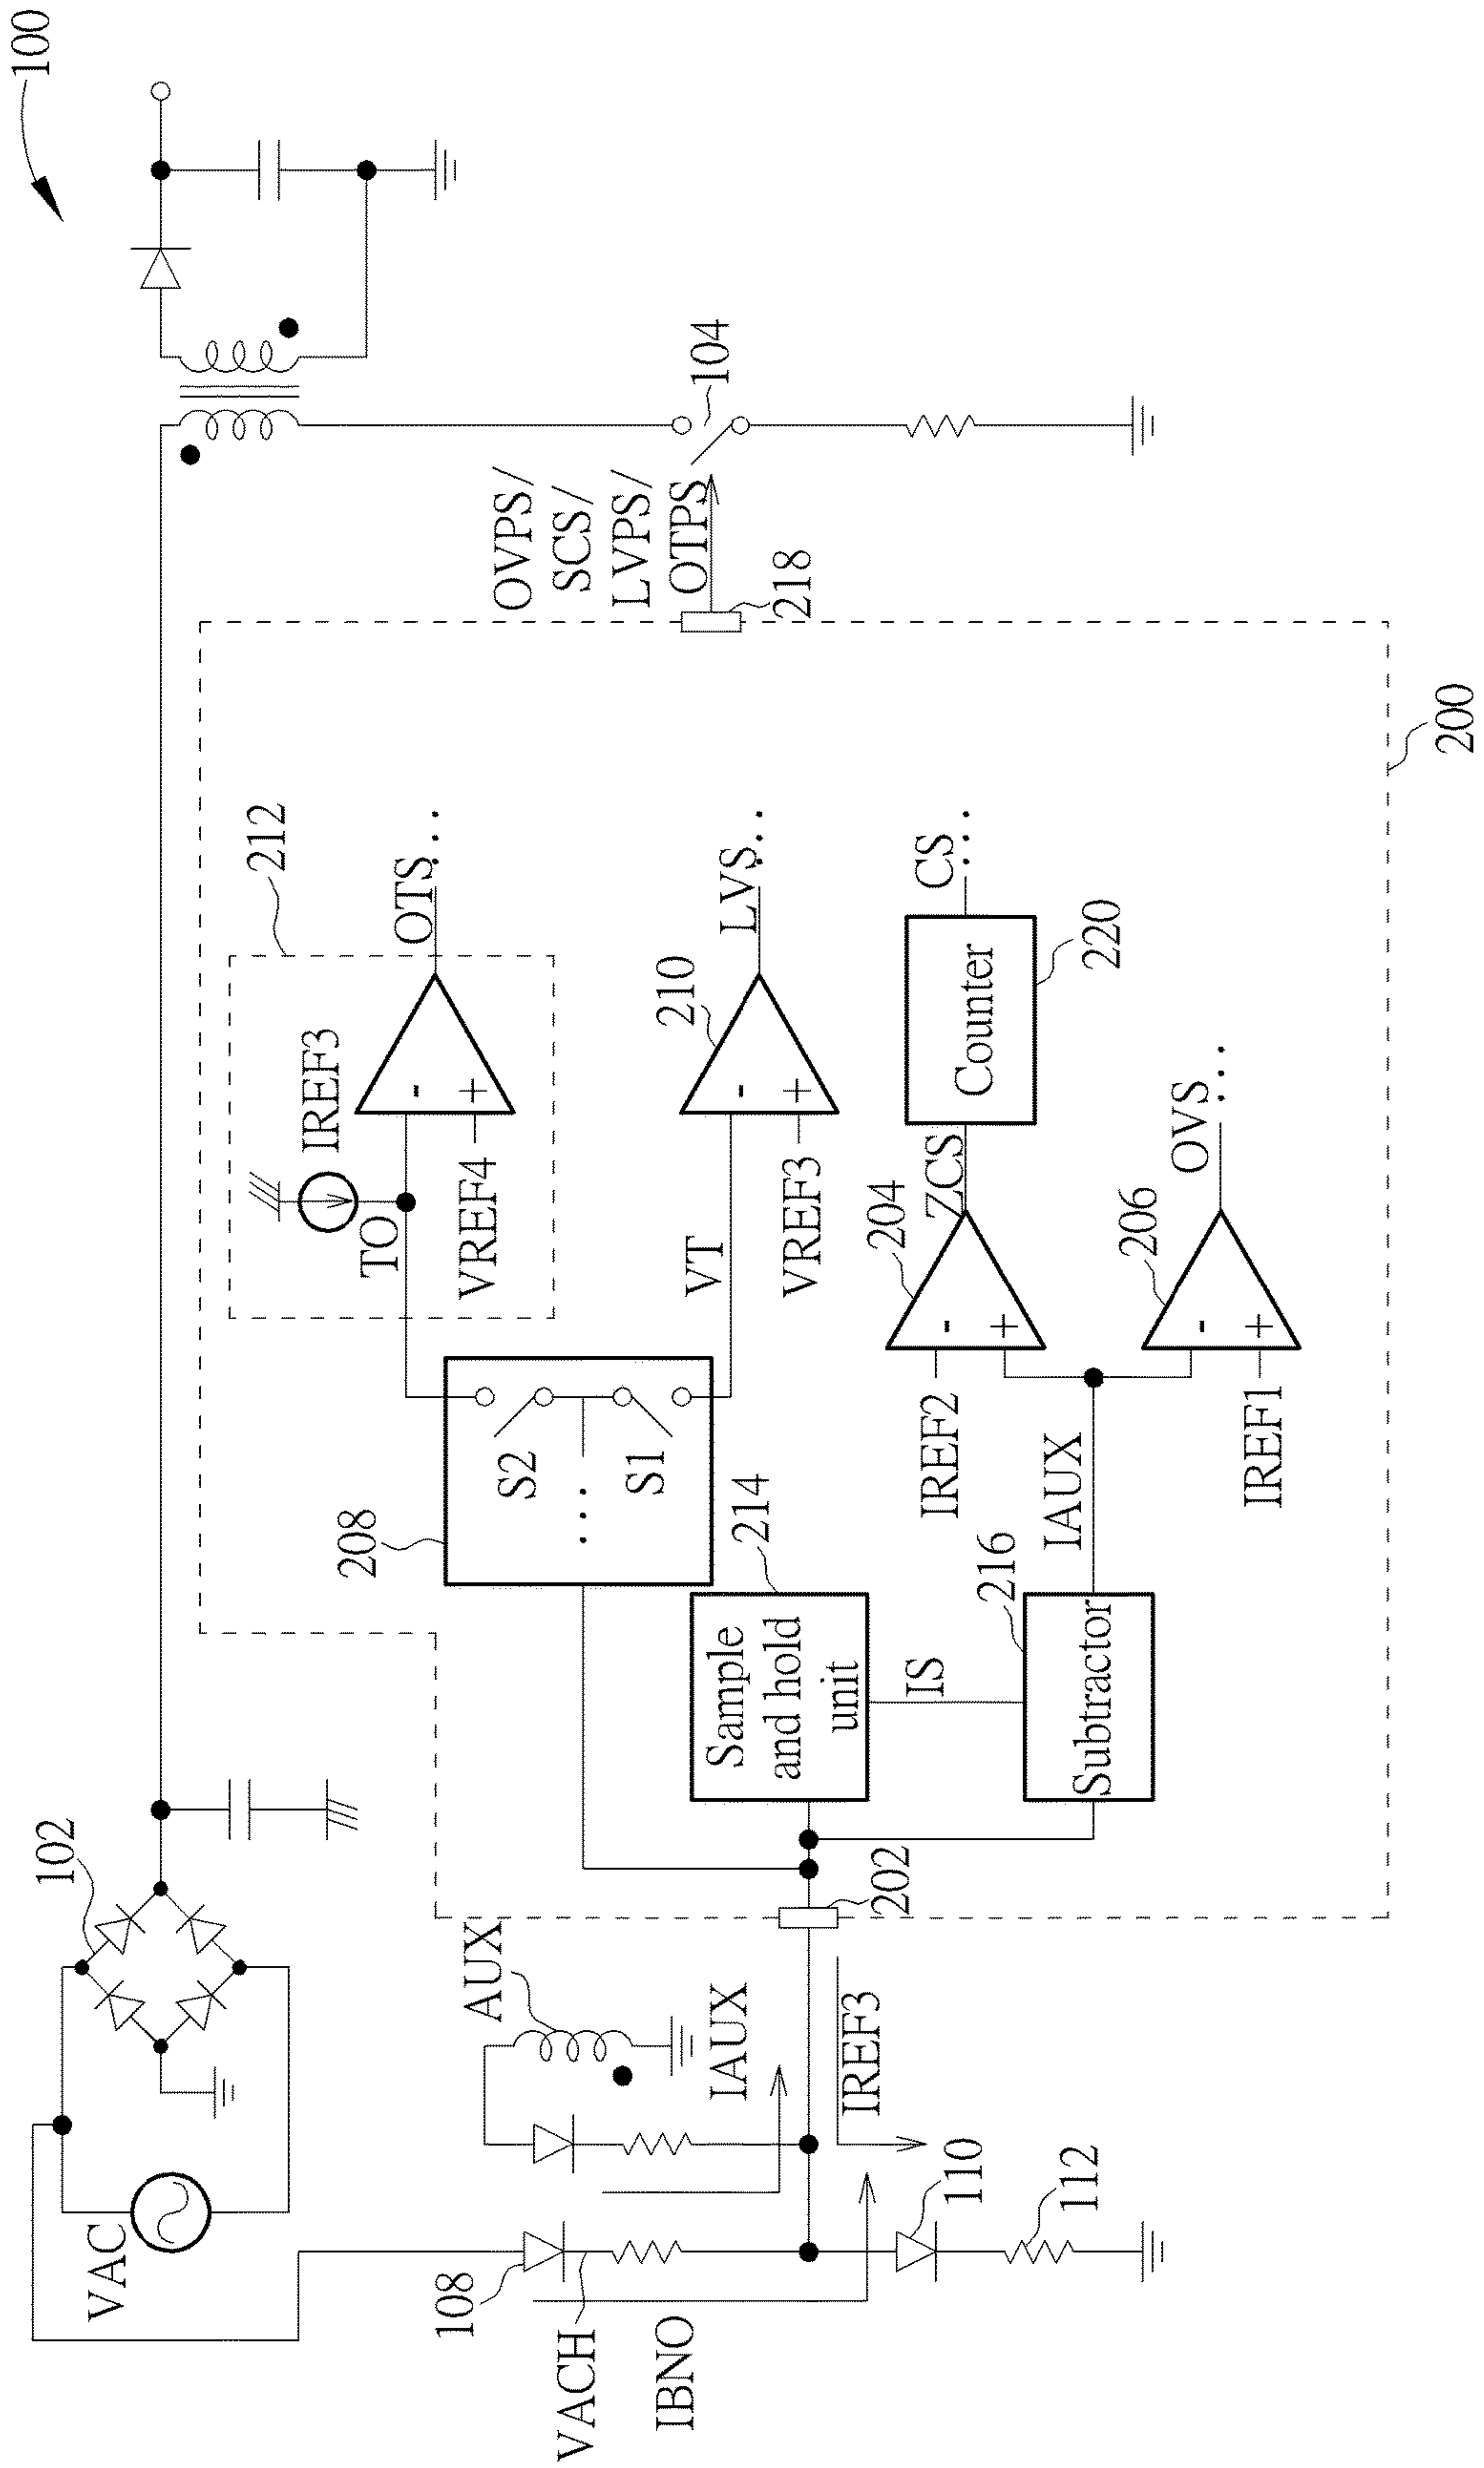 100
102
VAC
OVPS/
SCS/
LVPS/
OTPS
104
218
212
IREF3
TO
VREF4
OTS...
208
S2
...
S1
VT
VREF3
210
LVS...
214
Sample
and hold
unit
IS
216
Subtractor
IAUX
IREF2
204
ZCS
Counter
220
CS...
IREF1
206
OVS...
200
202
AUX
IAUX
IREF3
108
VACH
IBNO
110
112